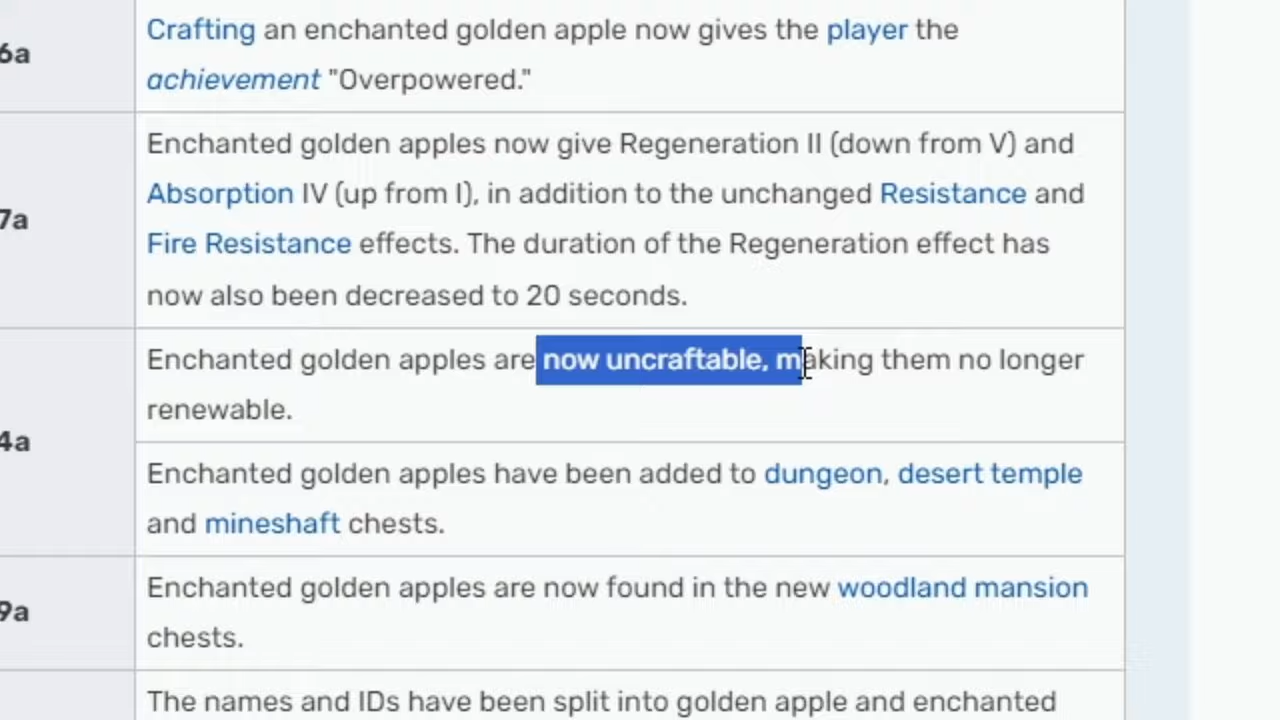 6a
Crafting an enchanted golden apple now gives the player the
achievement "Overpowered."
7a
Enchanted golden apples now give Regeneration II (down from V) and
Absorption IV (up from I), in addition to the unchanged Resistance and
Fire Resistance effects. The duration of the Regeneration effect has
now also been decreased to 20 seconds.
4a
Enchanted golden apples are now uncraftable, making them no longer
renewable.
Enchanted golden apples have been added to dungeon, desert temple
and mineshaft chests.
9a
Enchanted golden apples are now found in the new woodland mansion
chests.
The names and IDs have been split into golden apple and enchanted